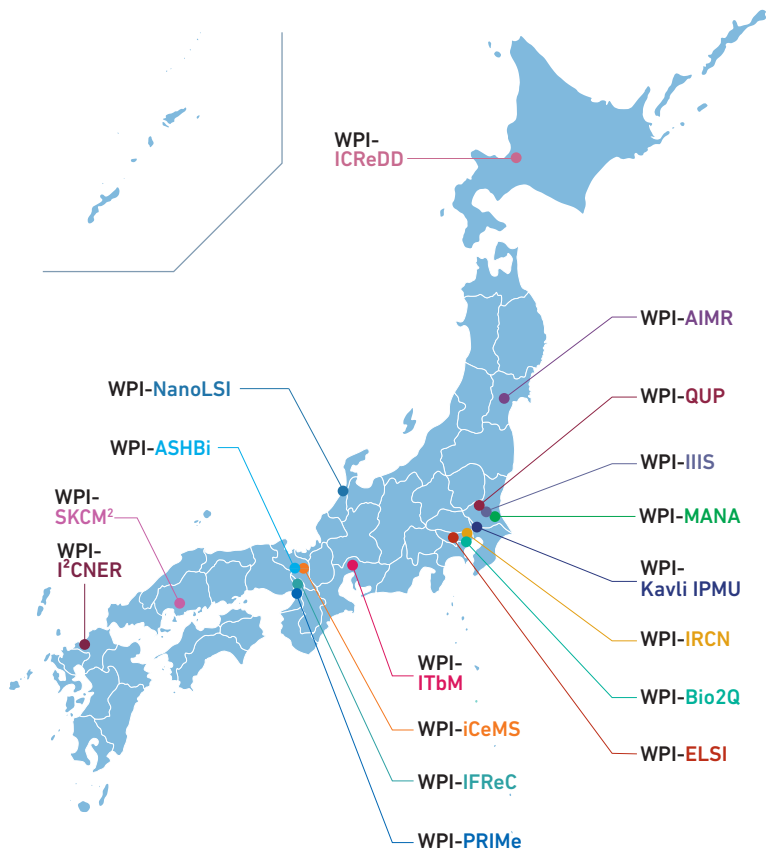 WPI-
ICReDD
WPI-AIMR
WPI-NanoLSI
WPI-QUP
WPI-ASHBi
WPI-IIIS
WPI-
SKCM²
WPI-MANA
WPI-
I²CNER
WPI-
Kavli IPMU
WPI-IRCN
WPI-
ITbM
WPI-Bio2Q
WPI-iCeMS
WPI-ELSI
WPI-IFReC
WPI-PRIMe